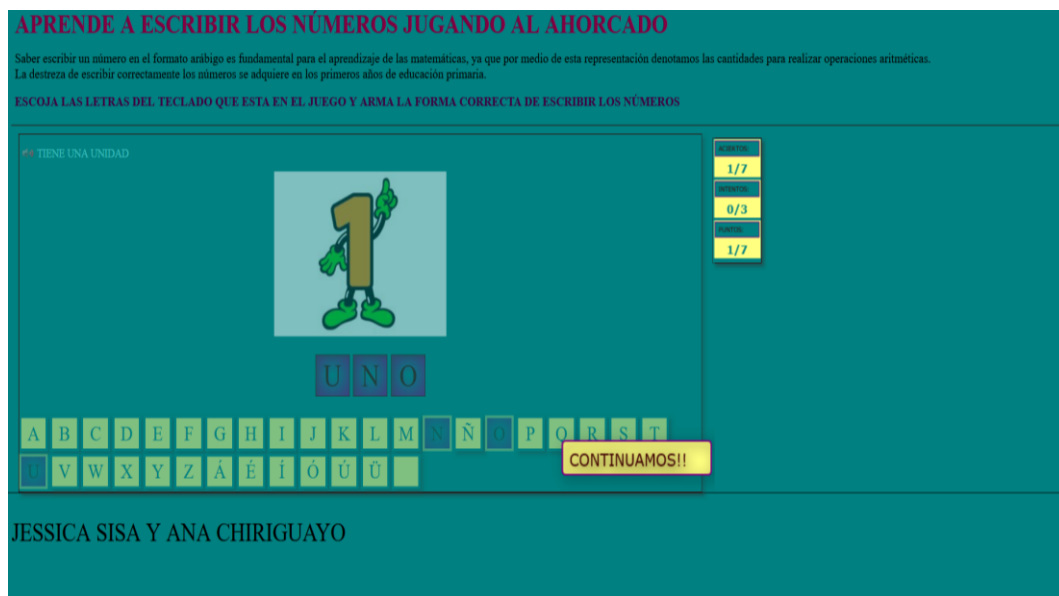 APRENDE A ESCRIBIR LOS NÚMEROS JUGANDO AL AHORCADO
Saber escribir un número en el formato arábigo es fundamental para el aprendizaje de las matemáticas, ya que por medio de esta representación denotamos las cantidades para realizar operaciones aritméticas.
La destreza de escribir correctamente los números se adquiere en los primeros años de educación primaria.
ESCOJA LAS LETRAS DEL TECLADO QUE ESTA EN EL JUEGO Y ARMA LA FORMA CORRECTA DE ESCRIBIR LOS NÚMEROS
TIENE UNA UNIDAD
ACIERTOS:
1/7
INTENTOS:
0/3
PUNTOS:
1/7
1
U N O
A B C D E F G H I J K L M N Ñ O P Q R S T
U V W X Y Z Á É Í Ó Ú Ü
CONTINUAMOS!!
JESSICA SISA Y ANA CHIRIGUAYO